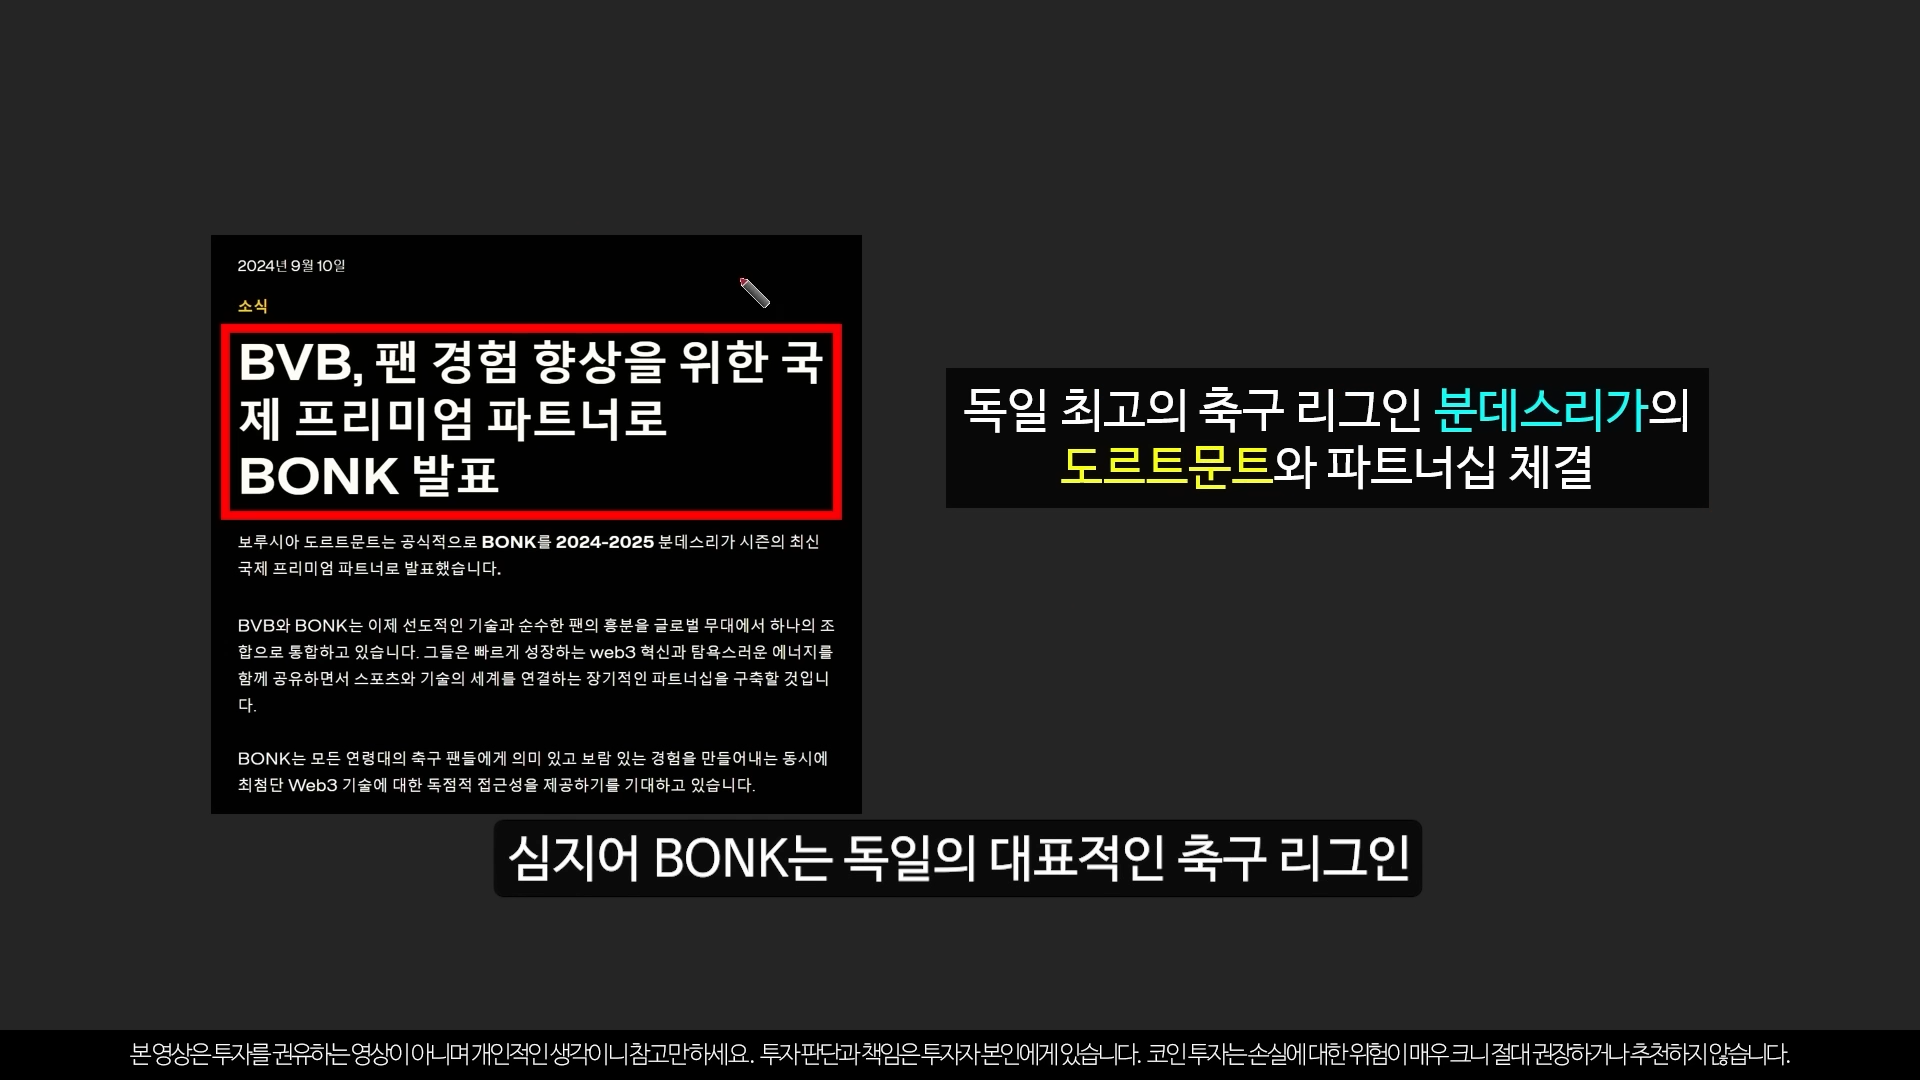 2024년 9월 10일
소식
BVB, 팬 경험 향상을 위한 국
제 프리미엄 파트너로
BONK 발표
보루시아 도르트문트는 공식적으로 BONK를 2024-2025 분데스리가 시즌의 최신
국제 프리미엄 파트너로 발표했습니다.
BVB와 BONK는 이제 선도적인 기술과 순수한 팬의 흥분을 글로벌 무대에서 하나의 조
합으로 통합하고 있습니다. 그들은 빠르게 성장하는 web3 혁신과 탐욕스러운 에너지를
함께 공유하면서 스포츠와 기술의 세계를 연결하는 장기적인 파트너십을 구축할 것입니
다.
BONK는 모든 연령대의 축구 팬들에게 의미 있고 보람 있는 경험을 만들어내는 동시에
최첨단 Web3 기술에 대한 독점적 접근성을 제공하기를 기대하고 있습니다.
독일 최고의 축구 리그인 분데스리가의
도르트문트와 파트너십 체결
심지어 BONK는 독일의 대표적인 축구 리그인
본 영상은 투자를 권유하는 영상이 아니며 개인적인 생각이니 참고만 하세요. 투자 판단과 책임은 투자자 본인에게 있습니다. 코인 투자는 손실에 대한 위험이 매우 크니 절대 권장하거나 추천하지 않습니다.